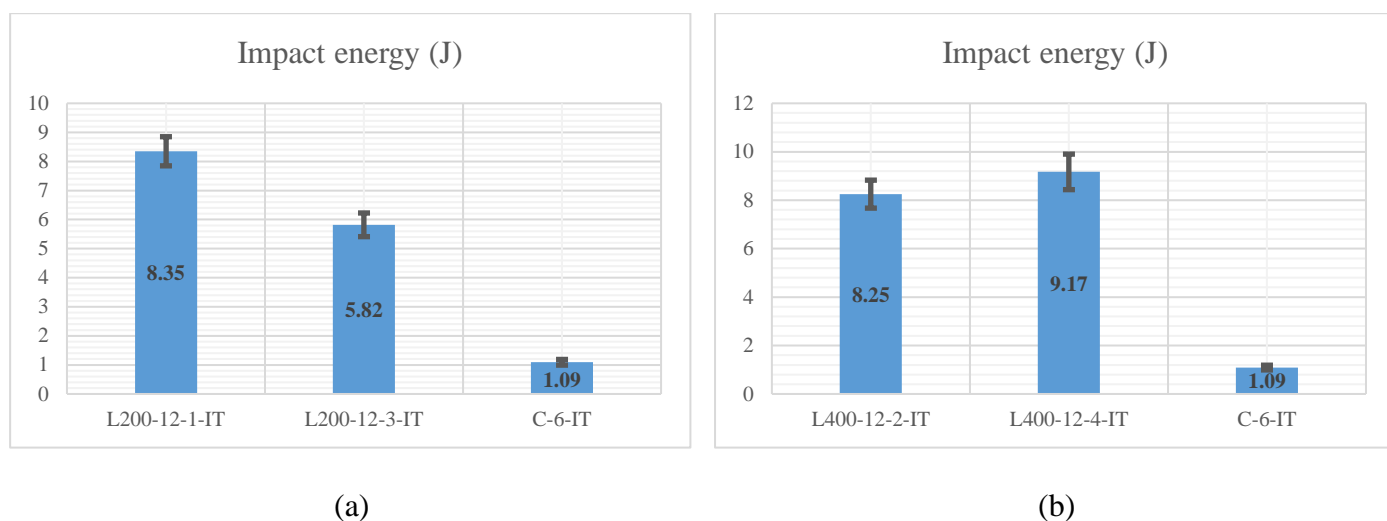 Impact energy (J)
10
9
8
7
6
5
4
3
2
1
0
8.35
5.82
1.09
L200-12-1-IT
L200-12-3-IT
C-6-IT
(a)
Impact energy (J)
12
10
8
6
4
2
0
8.25
9.17
1.09
L400-12-2-IT
L400-12-4-IT
C-6-IT
(b)